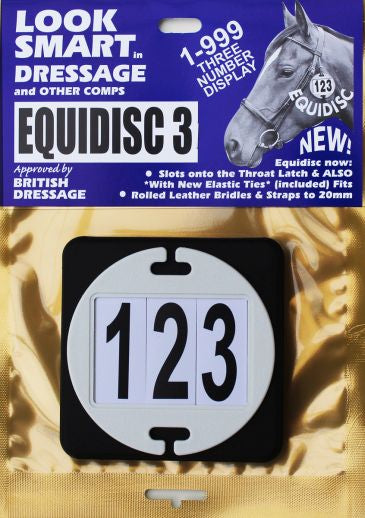 LOOK
SMART in
DRESSAGE
and OTHER COMPS
1-999
THREE
NUMBER
DISPLAY
123
EQUIDISC
NEW!
EQUIDISC 3
Approved by
BRITISH
DRESSAGE
Equidisc now:
• Slots onto the Throat Latch & ALSO
*With New Elastic Ties* (included) Fits
• Rolled Leather Bridles & Straps to 20mm
123